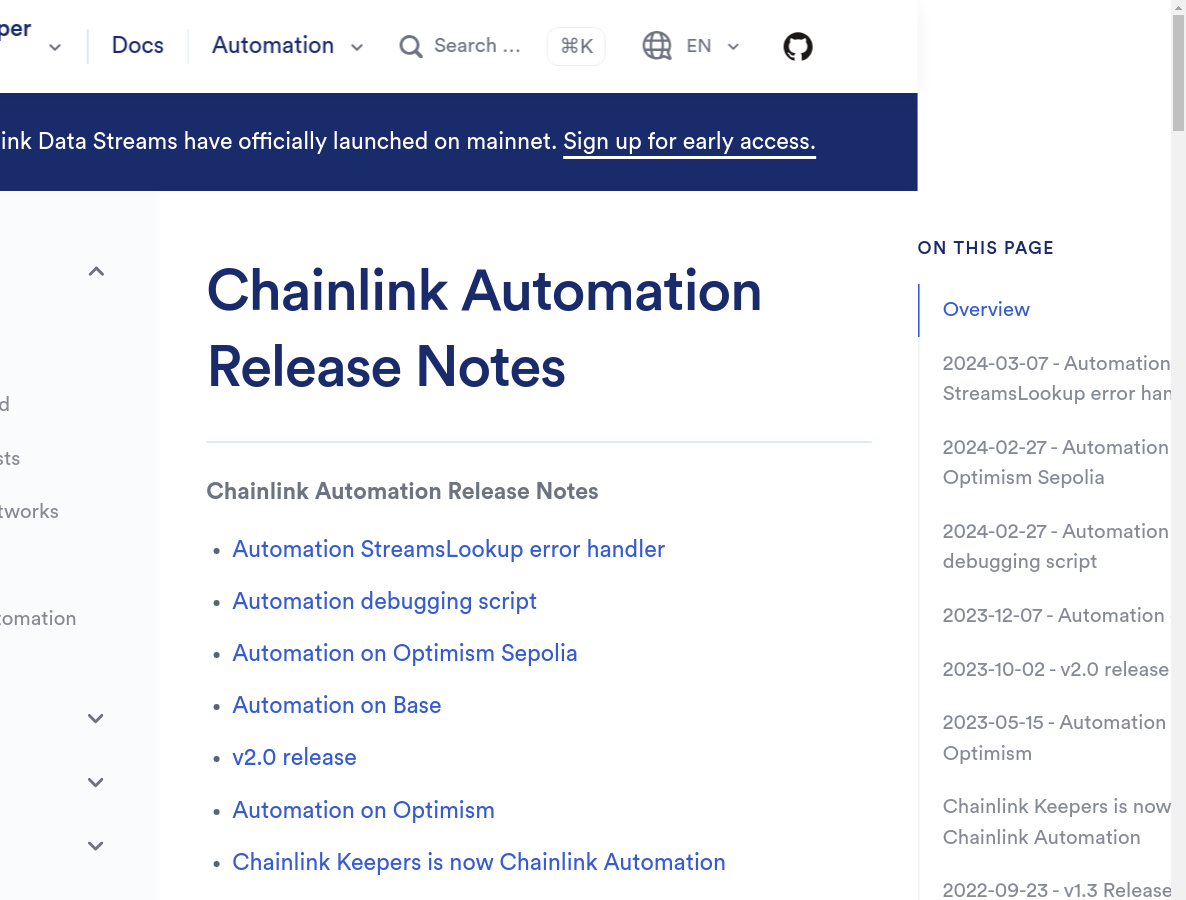 per
Docs
Automation
Search ...
⌘K
EN
ink Data Streams have officially launched on mainnet. Sign up for early access.
d
sts
tworks
tomation
Chainlink Automation
Release Notes
Chainlink Automation Release Notes
• Automation StreamsLookup error handler
• Automation debugging script
• Automation on Optimism Sepolia
• Automation on Base
• v2.0 release
• Automation on Optimism
• Chainlink Keepers is now Chainlink Automation
ON THIS PAGE
Overview
2024-03-07 - Automation
StreamsLookup error han
2024-02-27 - Automation
Optimism Sepolia
2024-02-27 - Automation
debugging script
2023-12-07 - Automation
2023-10-02 - v2.0 release
2023-05-15 - Automation
Optimism
Chainlink Keepers is now
Chainlink Automation
2022-09-23 - v1.3 Release